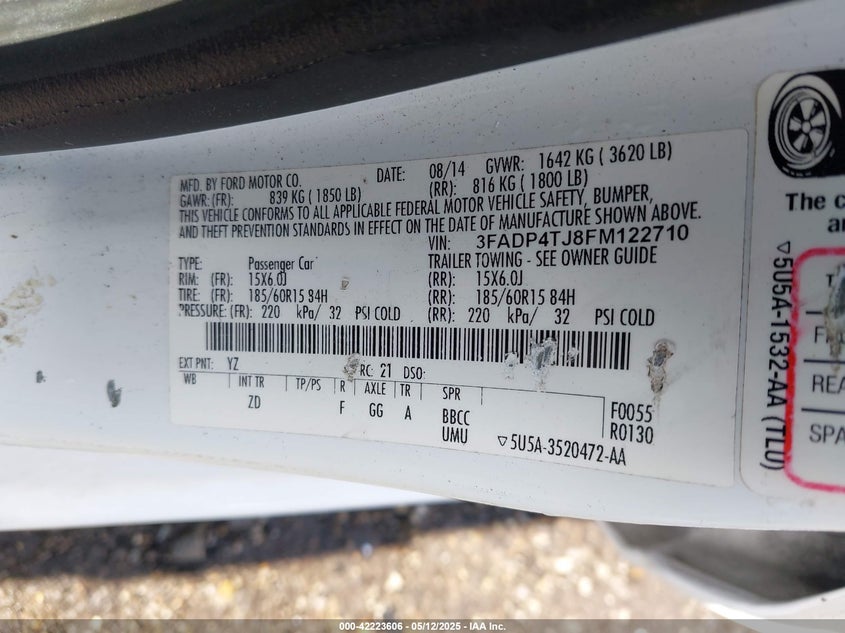 MFD. BY FORD MOTOR CO. DATE: 08/14 GVWR: 1642 KG ( 3620 LB)
GAWR: (FR): 839 KG ( 1850 LB) (RR): 816 KG ( 1800 LB)
THIS VEHICLE CONFORMS TO ALL APPLICABLE FEDERAL MOTOR VEHICLE SAFETY, BUMPER,
AND THEFT PREVENTION STANDARDS IN EFFECT ON THE DATE OF MANUFACTURE SHOWN ABOVE.
VIN: 3FADP4TJ8FM122710
TYPE: Passenger Car TRAILER TOWING - SEE OWNER GUIDE
RIM: (FR): 15X6.0J (RR): 15X6.0J
TIRE: (FR): 185/60R15 84H (RR): 185/60R15 84H
PRESSURE: (FR): 220 kPa/ 32 PSI COLD (RR): 220 kPa/ 32 PSI COLD
EXT PNT: YZ RC: 21 DSO:
WB INT TR TP/PS R AXLE TR SPR
ZD F GG A BBCC F0055
UMU R0130
▽5U5A-3520472-AA
The c
▽5U5A-1532-AA (TLU)
REA
SPA
000-42223606 - 05/12/2025 - IAA Inc.